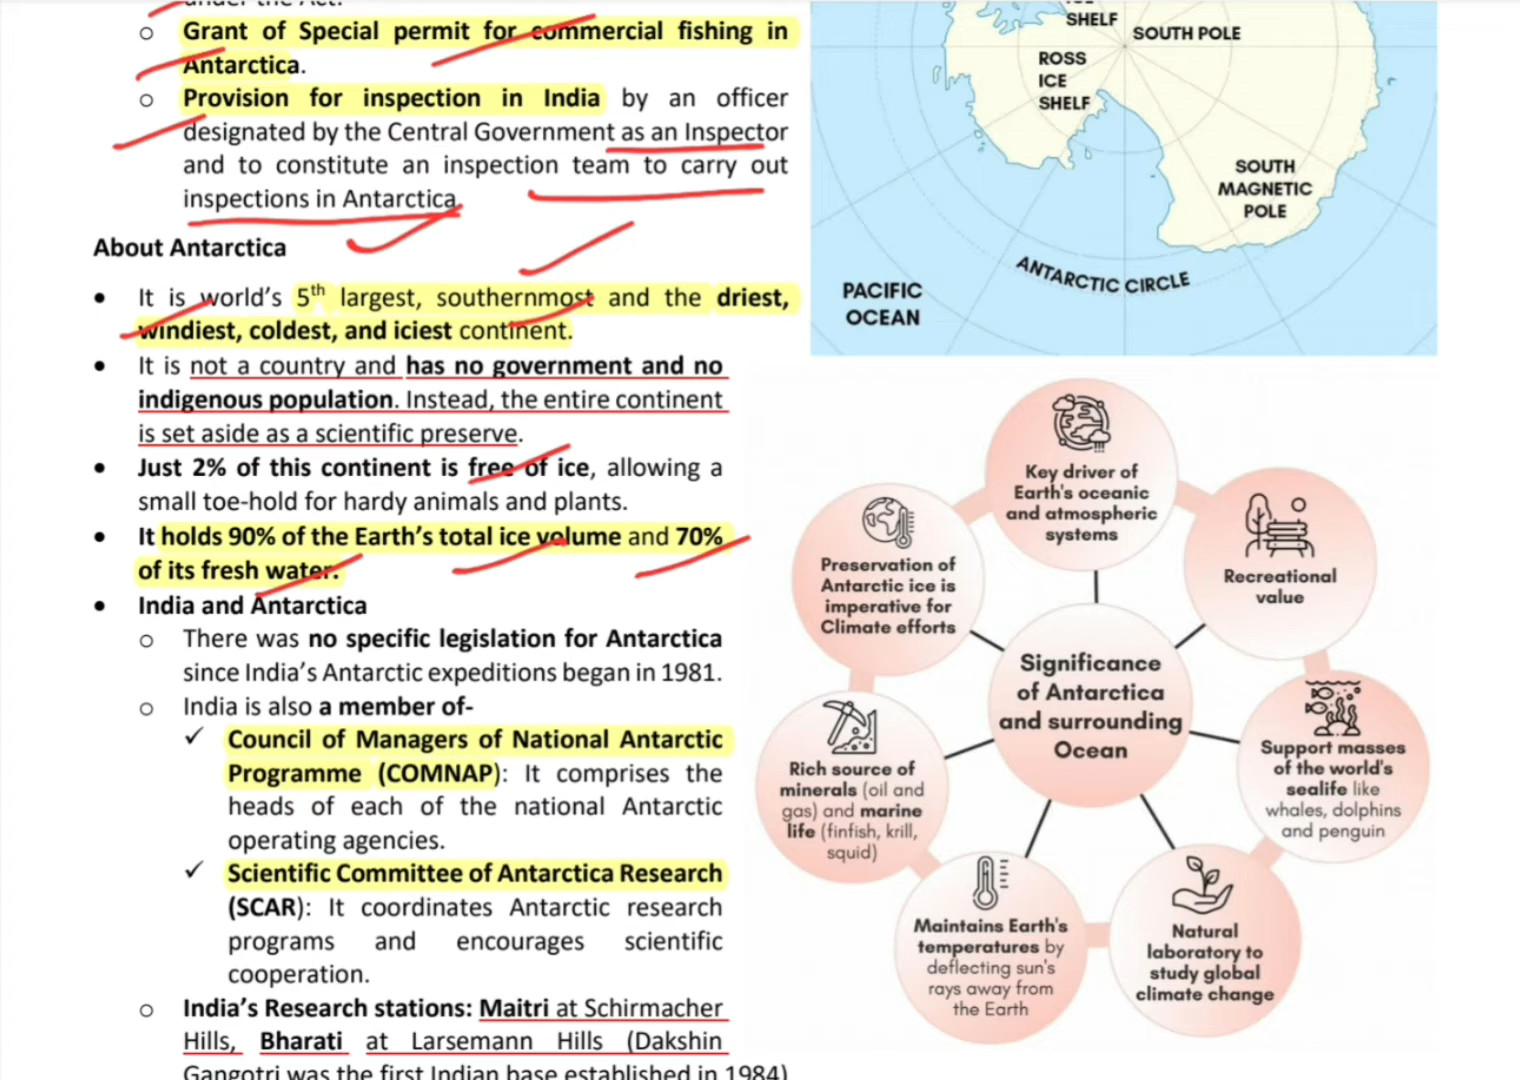 under the Act.
o Grant of Special permit for commercial fishing in
Antarctica.
o Provision for inspection in India by an officer
designated by the Central Government as an Inspector
and to constitute an inspection team to carry out
inspections in Antarctica.
About Antarctica
• It is world's 5th largest, southernmost and the driest,
windiest, coldest, and iciest continent.
• It is not a country and has no government and no
indigenous population. Instead, the entire continent
is set aside as a scientific preserve.
• Just 2% of this continent is free of ice, allowing a
small toe-hold for hardy animals and plants.
• It holds 90% of the Earth's total ice volume and 70%
of its fresh water.
• India and Antarctica
o There was no specific legislation for Antarctica
since India's Antarctic expeditions began in 1981.
o India is also a member of-
✓ Council of Managers of National Antarctic
Programme (COMNAP): It comprises the
heads of each of the national Antarctic
operating agencies.
✓ Scientific Committee of Antarctica Research
(SCAR): It coordinates Antarctic research
programs and encourages scientific
cooperation.
o India's Research stations: Maitri at Schirmacher
Hills, Bharati at Larsemann Hills (Dakshin
Gangotri was the first Indian base established in 1984)
ICE
SHELF
SOUTH POLE
ROSS
ICE
SHELF
SOUTH
MAGNETIC
POLE
ANTARCTIC CIRCLE
PACIFIC
OCEAN
Key driver of
Earth's oceanic
and atmospheric
systems
Recreational
value
Support masses
of the world's
sealife like
whales, dolphins
and penguin
Natural
laboratory to
study global
climate change
Maintains Earth's
temperatures by
deflecting sun's
rays away from
the Earth
Rich source of
minerals (oil and
gas) and marine
life (finfish, krill,
squid)
Preservation of
Antarctic ice is
imperative for
Climate efforts
Significance
of Antarctica
and surrounding
Ocean